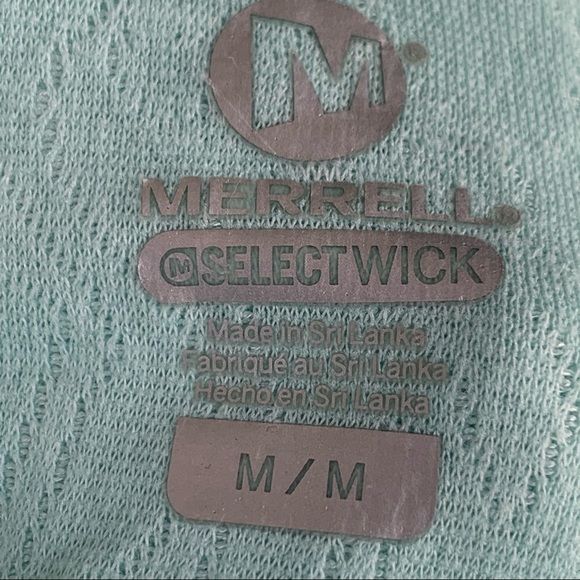 M®
MERRELL®
M SELECTWICK
Made in Sri Lanka
Fabriqué au Sri Lanka
Hecho en Sri Lanka
M / M